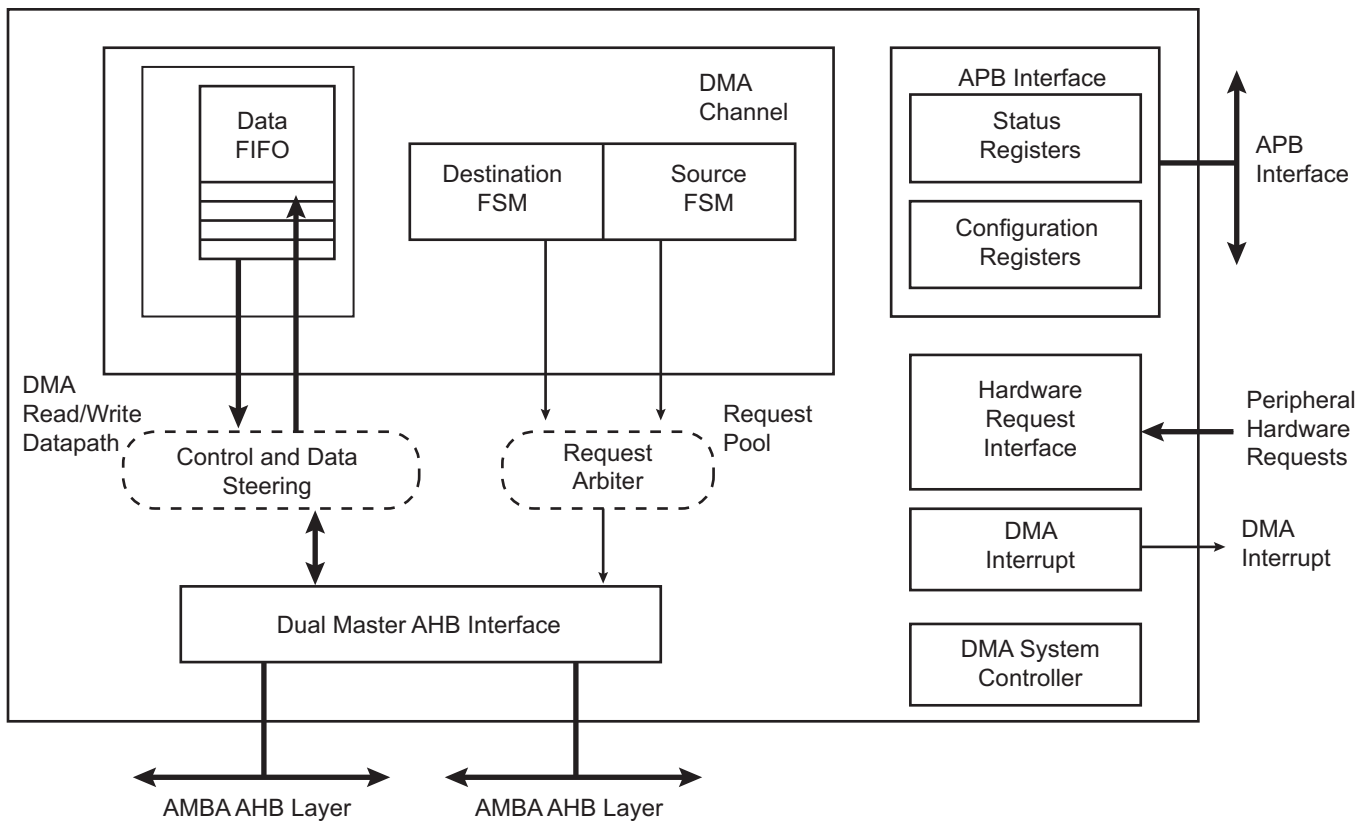 DMA
Channel
Data
FIFO
Destination
FSM
Source
FSM
APB Interface
Status
Registers
Configuration
Registers
APB
Interface
DMA
Read/Write
Datapath
Control and Data
Steering
Request
Arbiter
Request
Pool
Hardware
Request
Interface
Peripheral
Hardware
Requests
DMA
Interrupt
DMA
Interrupt
Dual Master AHB Interface
DMA System
Controller
AMBA AHB Layer
AMBA AHB Layer